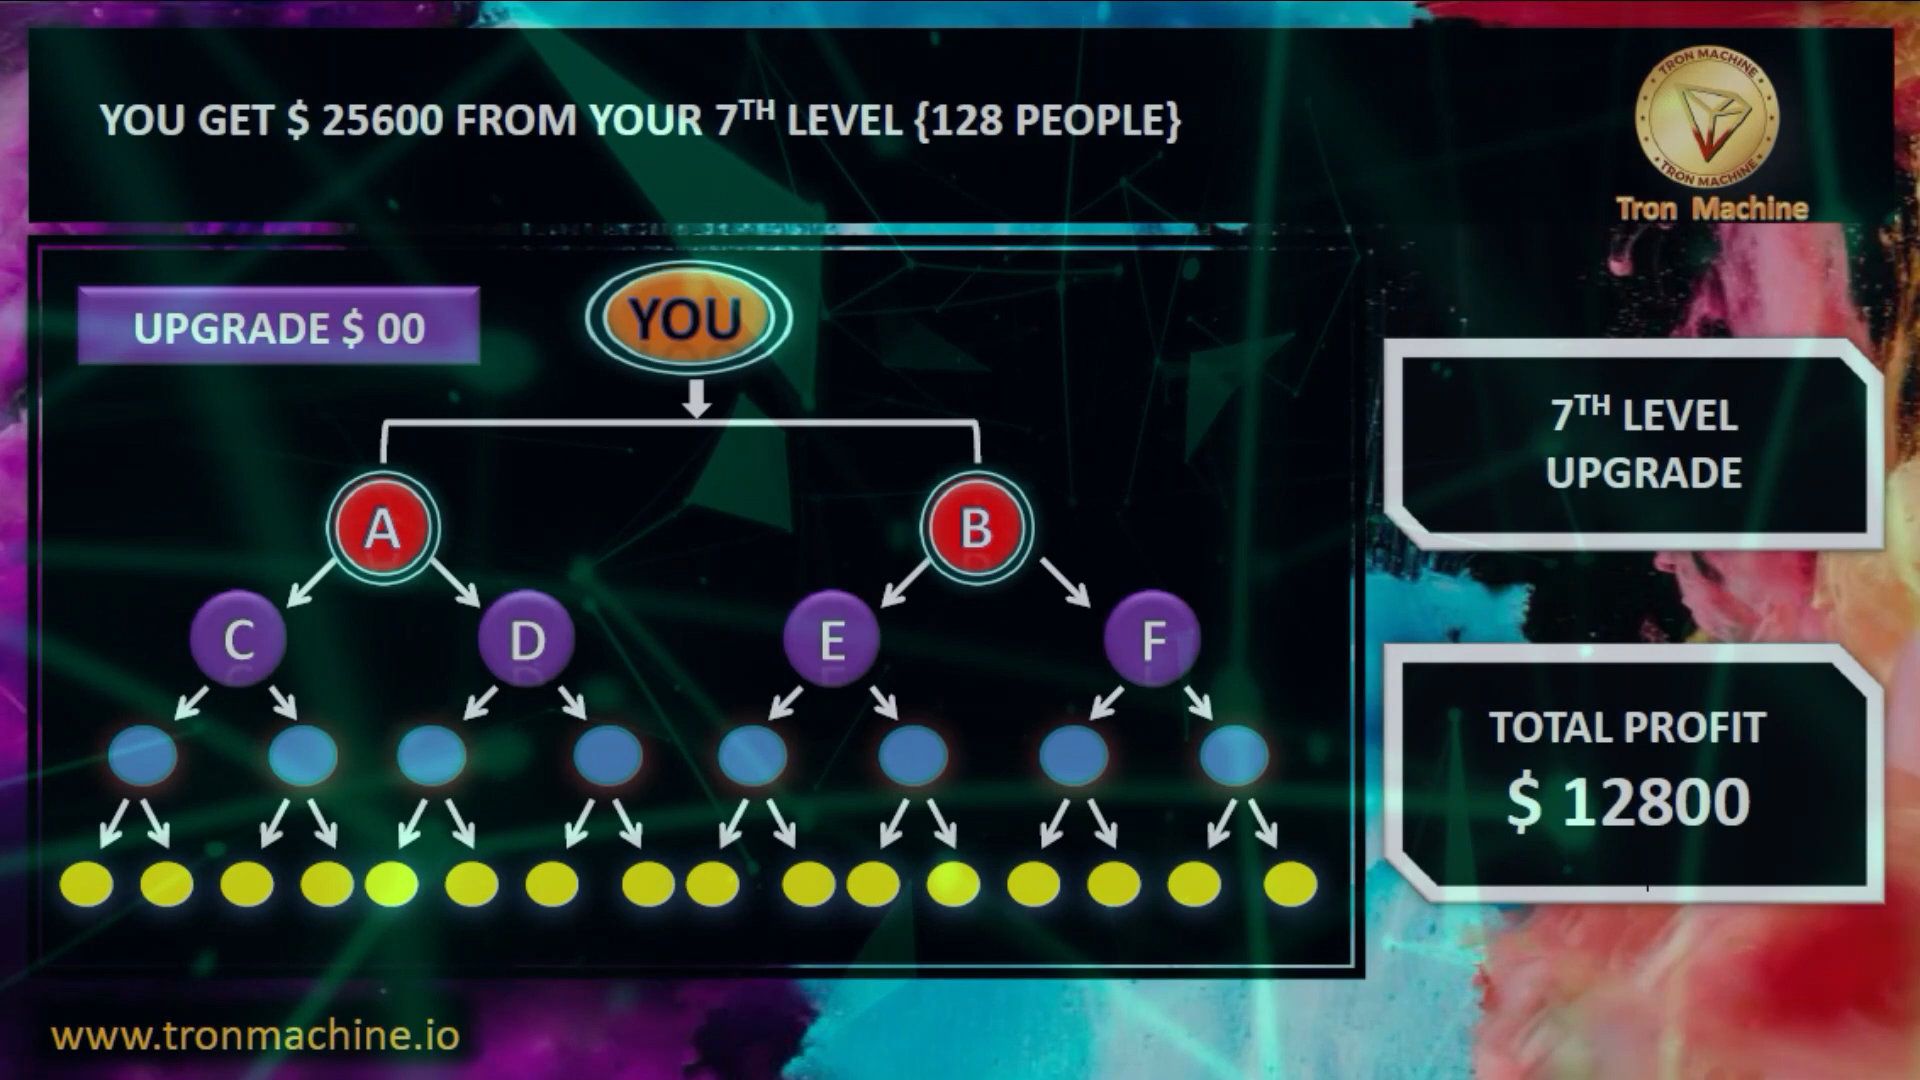 YOU GET $ 25600 FROM YOUR 7TH LEVEL {128 PEOPLE}
TRON MACHINE
TRON MACHINE
Tron Machine
UPGRADE $ 00
YOU
A
B
C
D
E
F
7TH LEVEL
UPGRADE
TOTAL PROFIT
$ 12800
www.tronmachine.io